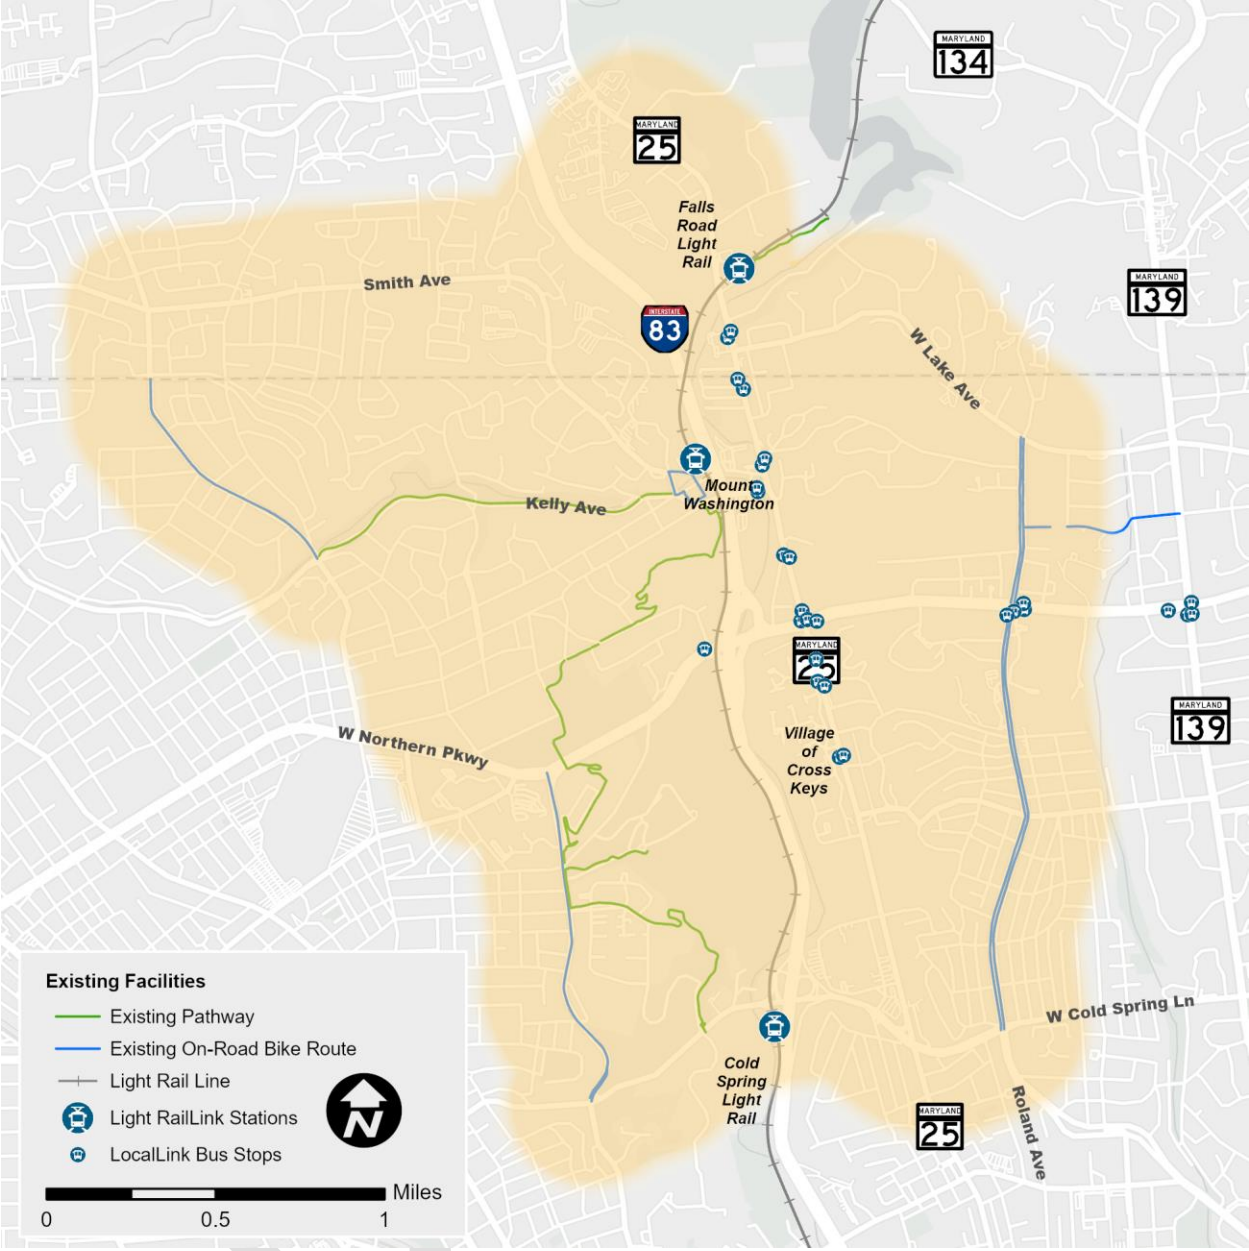 MARYLAND
134
MARYLAND
25
Falls
Road
Light
Rail
Smith Ave
MARYLAND
139
INTERSTATE
83
W Lake Ave
Mount
Washington
Kelly Ave
MARYLAND
25
MARYLAND
139
W Northern Pkwy
Village
of
Cross
Keys
W Cold Spring Ln
Cold
Spring
Light
Rail
Roland Ave
MARYLAND
25
Existing Facilities
Existing Pathway
Existing On-Road Bike Route
Light Rail Line
Light RailLink Stations
LocalLink Bus Stops
N
Miles
0 0.5 1